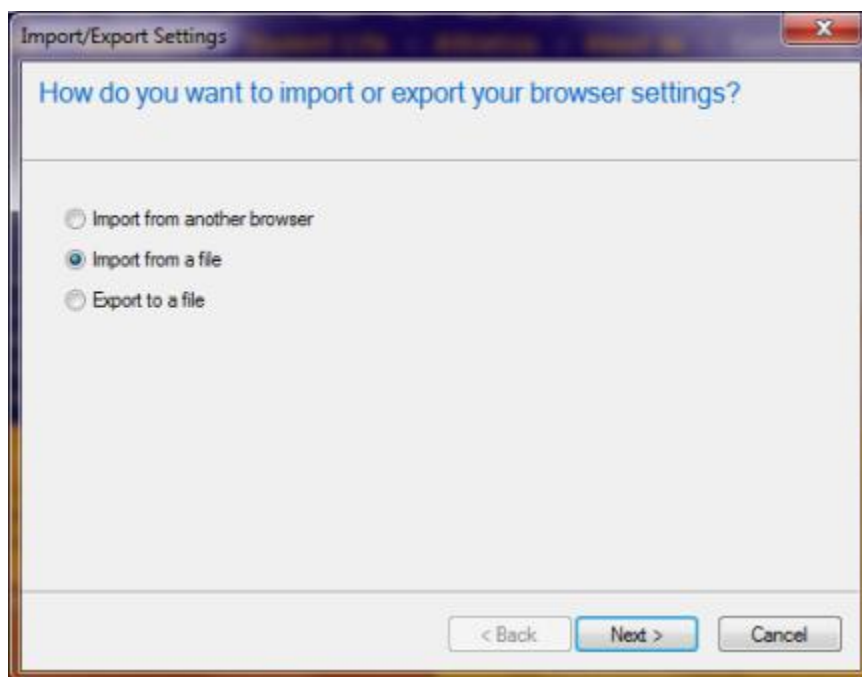 Import/Export Settings
How do you want to import or export your browser settings?
Import from another browser
Import from a file
Export to a file
< Back Next > Cancel